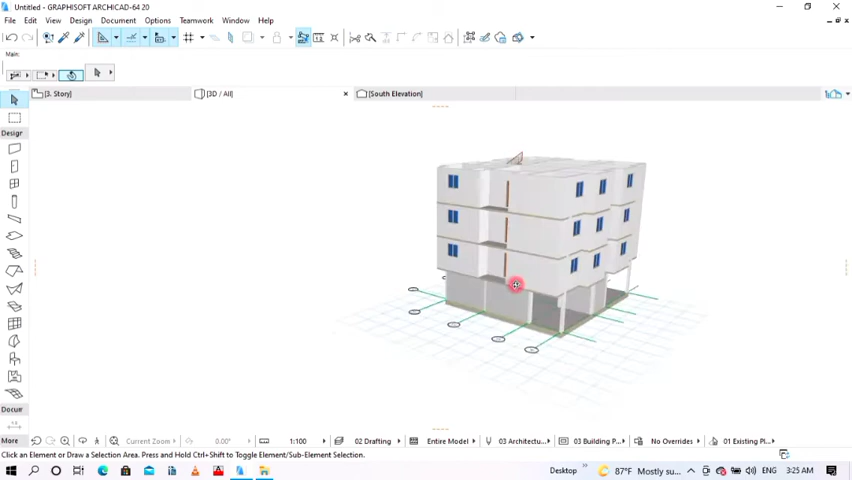 Untitled - GRAPHISOFT ARCHICAD-64 20
File Edit View Design Document Options Teamwork Window Help
Main:
[3. Story]
[3D / All]
[South Elevation]
Design
Docur
More
Current Zoom
0.00°
1:100
02 Drafting
Entire Model
03 Architectu...
03 Building P...
No Overrides
01 Existing Pl...
Click an Element or Draw a Selection Area. Press and Hold Ctrl+Shift to Toggle Element/Sub-Element Selection.
Desktop
87°F Mostly su...
ENG
3:25 AM